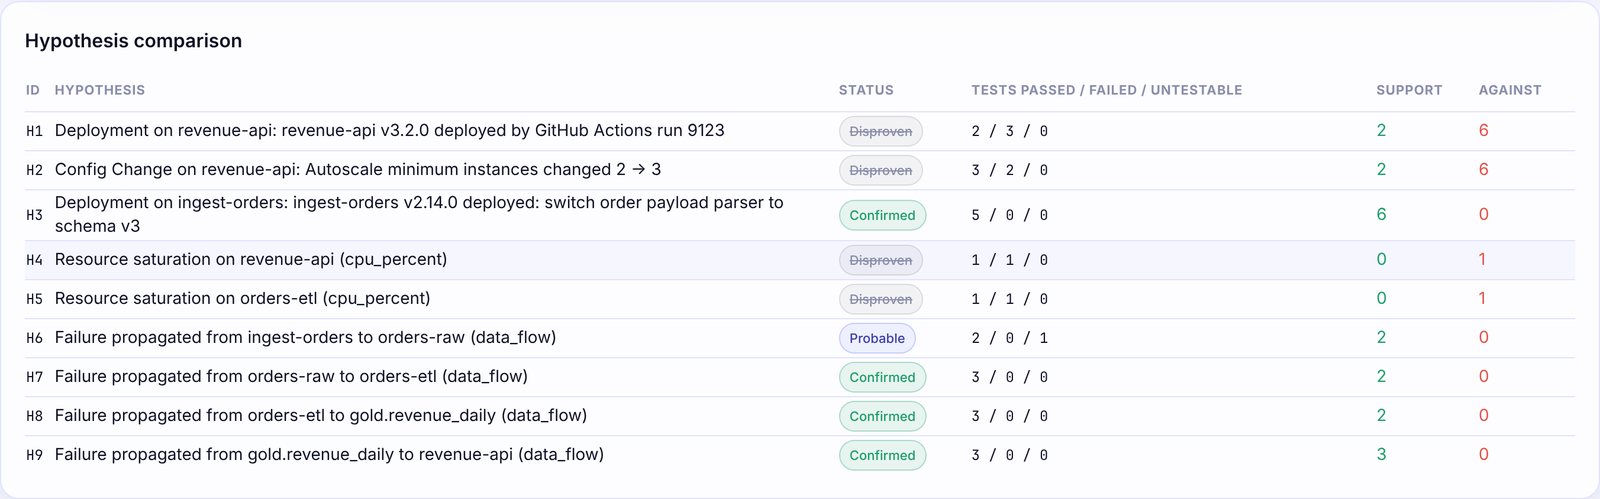 Hypothesis comparison
ID HYPOTHESIS STATUS TESTS PASSED / FAILED / UNTESTABLE SUPPORT AGAINST
H1 Deployment on revenue-api: revenue-api v3.2.0 deployed by GitHub Actions run 9123 Disproven 2 / 3 / 0 2 6
H2 Config Change on revenue-api: Autoscale minimum instances changed 2 → 3 Disproven 3 / 2 / 0 2 6
H3 Deployment on ingest-orders: ingest-orders v2.14.0 deployed: switch order payload parser to
schema v3 Confirmed 5 / 0 / 0 6 0
H4 Resource saturation on revenue-api (cpu_percent) Disproven 1 / 1 / 0 0 1
H5 Resource saturation on orders-etl (cpu_percent) Disproven 1 / 1 / 0 0 1
H6 Failure propagated from ingest-orders to orders-raw (data_flow) Probable 2 / 0 / 1 2 0
H7 Failure propagated from orders-raw to orders-etl (data_flow) Confirmed 3 / 0 / 0 2 0
H8 Failure propagated from orders-etl to gold.revenue_daily (data_flow) Confirmed 3 / 0 / 0 2 0
H9 Failure propagated from gold.revenue_daily to revenue-api (data_flow) Confirmed 3 / 0 / 0 3 0